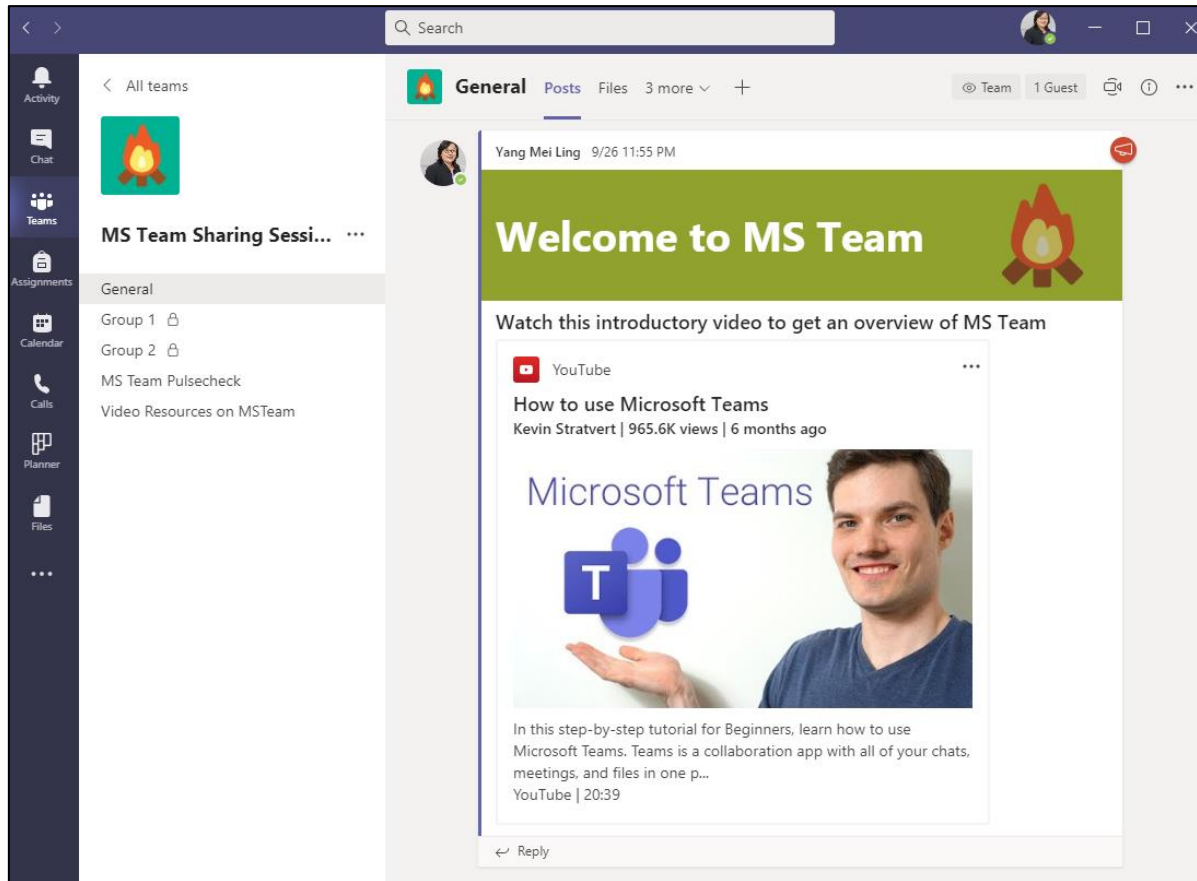 Search
Activity
Chat
Teams
Assignments
Calendar
Calls
Planner
Files
All teams
MS Team Sharing Sessi...
General
Group 1
Group 2
MS Team Pulsecheck
Video Resources on MSTeam
General Posts Files 3 more
Team 1 Guest
Yang Mei Ling 9/26 11:55 PM
Welcome to MS Team
Watch this introductory video to get an overview of MS Team
YouTube
How to use Microsoft Teams
Kevin Stratvert | 965.6K views | 6 months ago
Microsoft Teams
T
In this step-by-step tutorial for Beginners, learn how to use
Microsoft Teams. Teams is a collaboration app with all of your chats,
meetings, and files in one p...
YouTube | 20:39
Reply